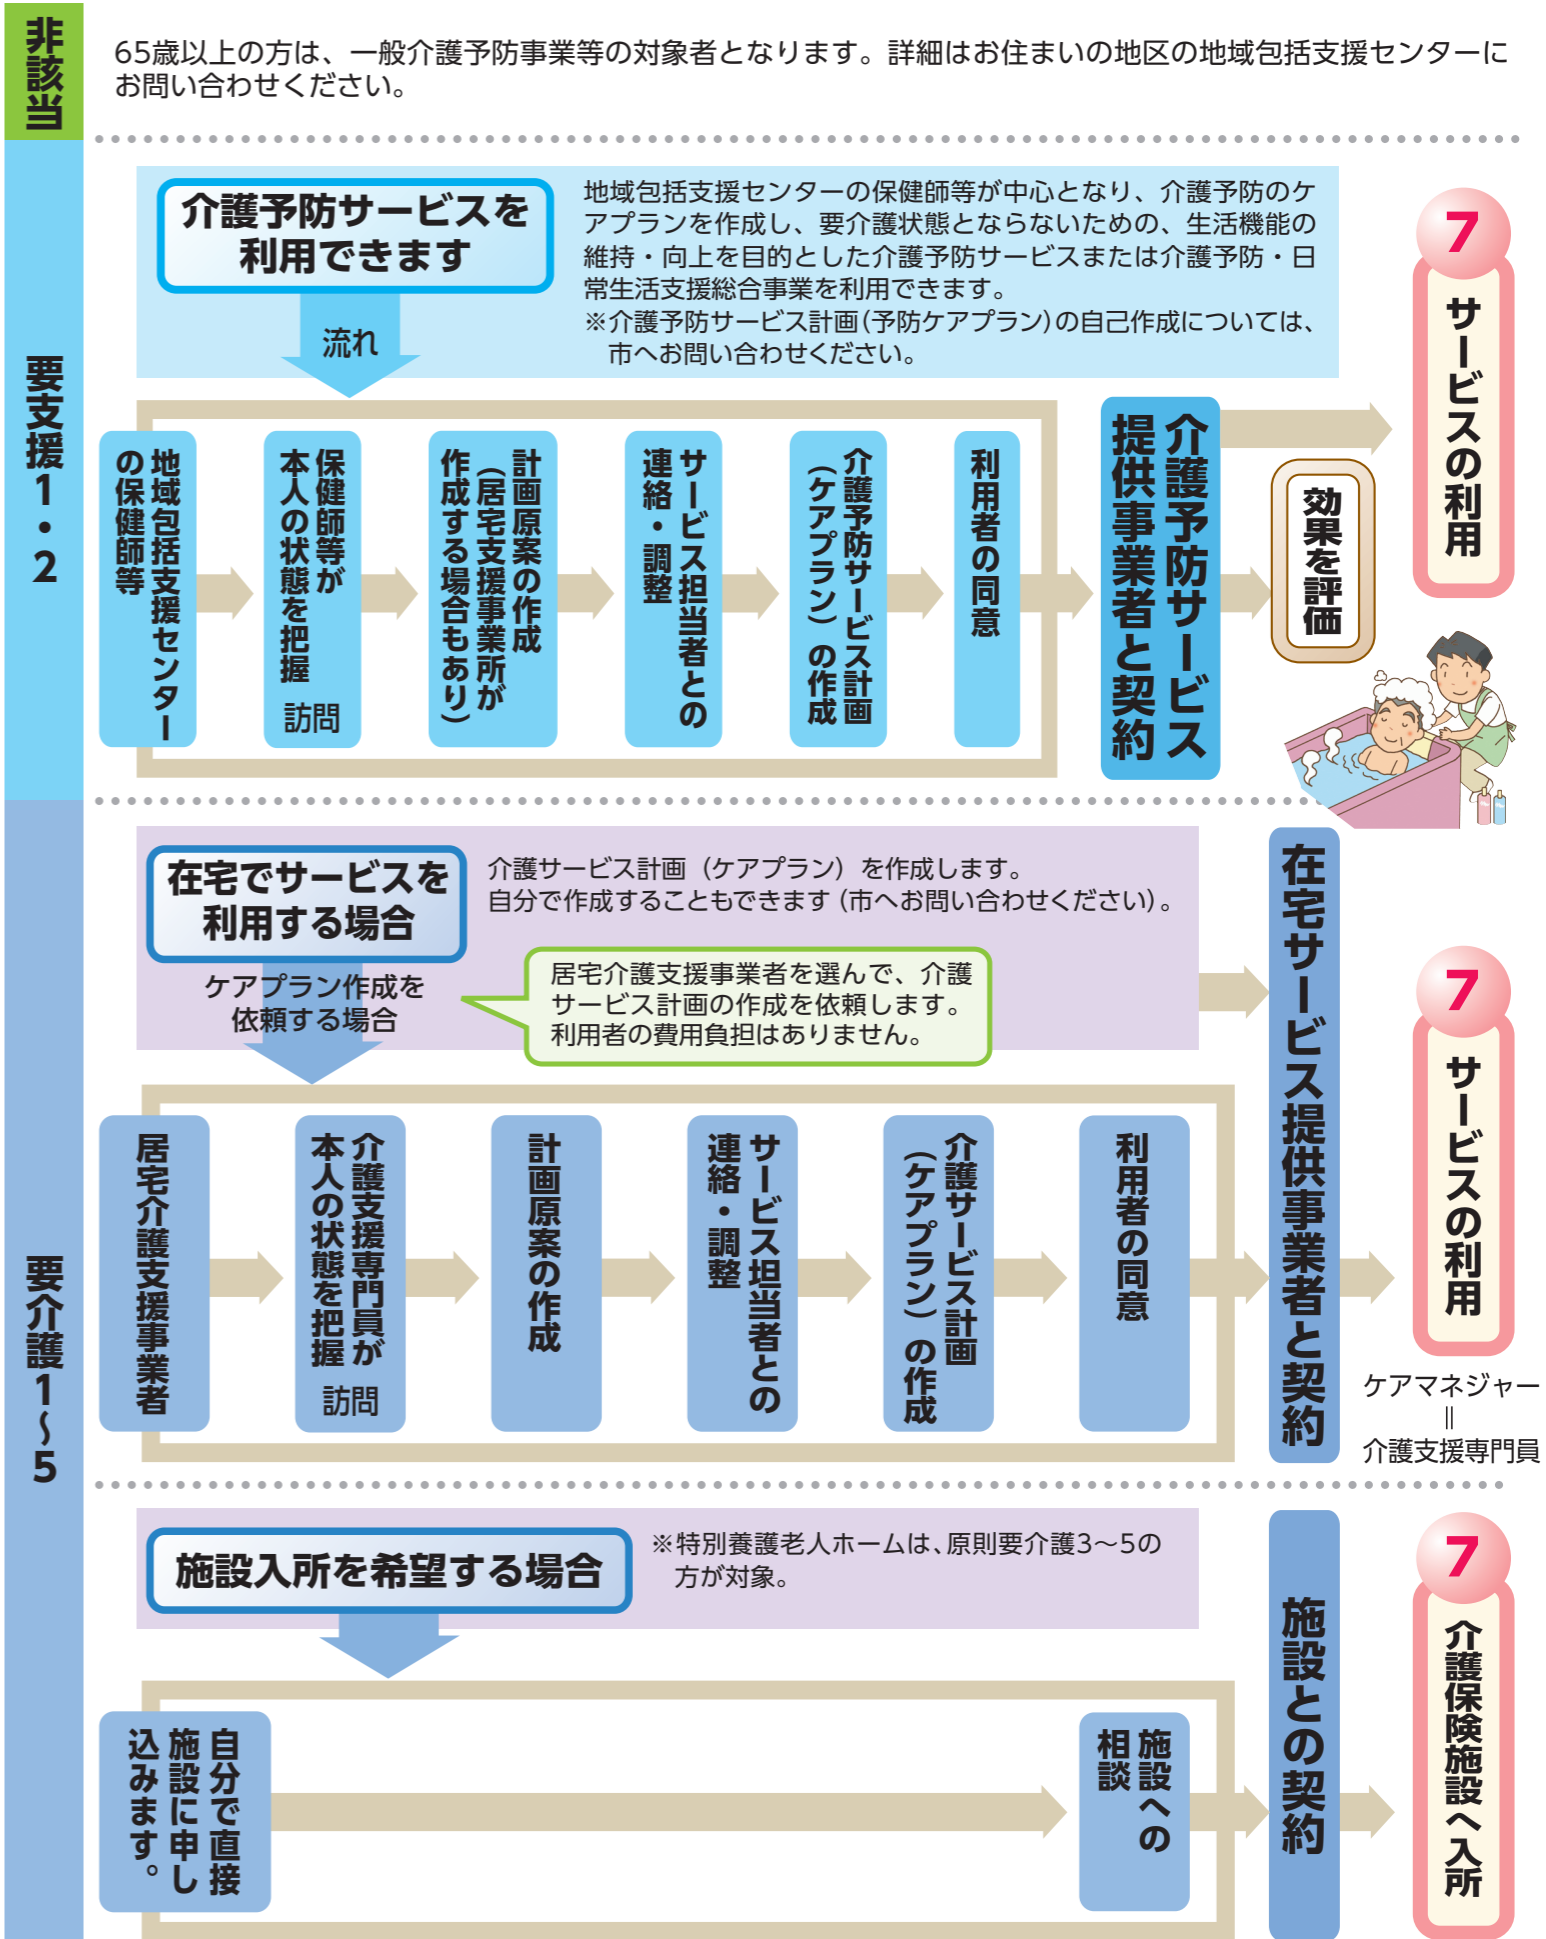 非該当
65歳以上の方は、一般介護予防事業等の対象者となります。詳細はお住まいの地区の地域包括支援センターに
お問い合わせください。
要支援1・2
介護予防サービスを
利用できます
地域包括支援センターの保健師等が中心となり、介護予防のケ
アプランを作成し、要介護状態とならないための、生活機能の
維持・向上を目的とした介護予防サービスまたは介護予防・日
常生活支援総合事業を利用できます。
※介護予防サービス計画(予防ケアプラン)の自己作成については、
市へお問い合わせください。
流れ
地域包括支援センター
の保健師等
保健師等が
本人の状態を把握
訪問
計画原案の作成
(居宅支援事業所が
作成する場合もあり)
サービス担当者との
連絡・調整
介護予防サービス計画
(ケアプラン)の作成
利用者の同意
介護予防サービス
提供事業者と契約
効果を評価
7
サービスの利用
要介護1〜5
在宅でサービスを
利用する場合
介護サービス計画(ケアプラン)を作成します。
自分で作成することもできます(市へお問い合わせください)。
ケアプラン作成を
依頼する場合
居宅介護支援事業者を選んで、介護
サービス計画の作成を依頼します。
利用者の費用負担はありません。
居宅介護支援事業者
介護支援専門員が
本人の状態を把握
訪問
計画原案の作成
サービス担当者との
連絡・調整
介護サービス計画
(ケアプラン)の作成
利用者の同意
在宅サービス提供事業者と契約
7
サービスの利用
ケアマネジャー
॥
介護支援専門員
施設入所を希望する場合
※特別養護老人ホームは、原則要介護3〜5の
方が対象。
自分で直接
施設に申し
込みます。
施設への
相談
施設との契約
7
介護保険施設へ入所